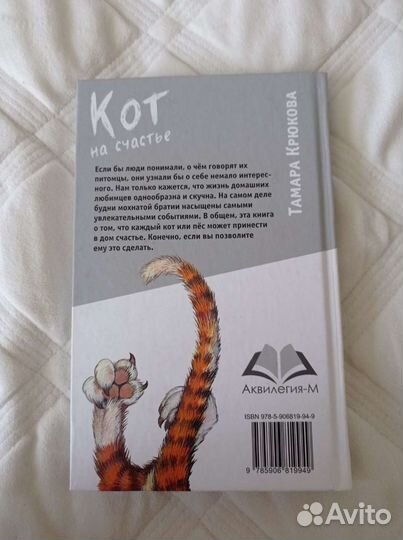 Кот
на счастье
Если бы люди понимали, о чём говорят их
питомцы, они узнали бы о себе немало интерес-
ного. Нам только кажется, что жизнь домашних
любимцев однообразна и скучна. На самом деле
будни мохнатой братии насыщены самыми
увлекательными событиями. В общем, эта книга
о том, что каждый кот или пёс может принести
в дом счастье. Конечно, если вы позволите
ему это сделать.
Тамара Крюкова
Аквилегия-М
ISBN 978-5-906819-94-9
9 785906 819949
Avito